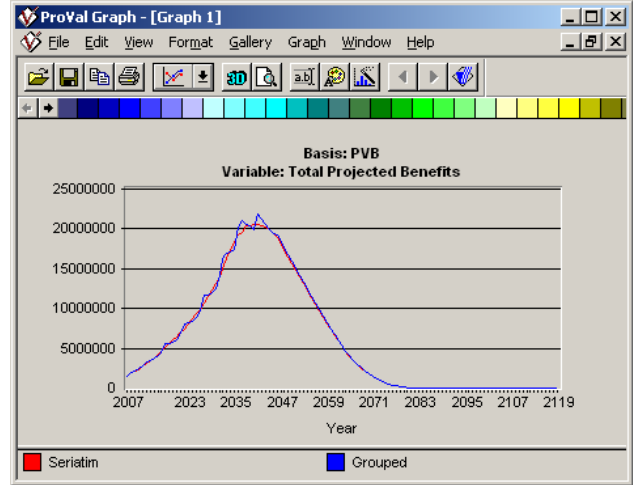 ProVal Graph - [Graph 1]
File Edit View Format Gallery Graph Window Help
3D a.b
Basis: PVB
Variable: Total Projected Benefits
25000000
20000000
15000000
10000000
5000000
0
2007 2023 2035 2047 2059 2071 2083 2095 2107 2119
Year
Seriatim Grouped